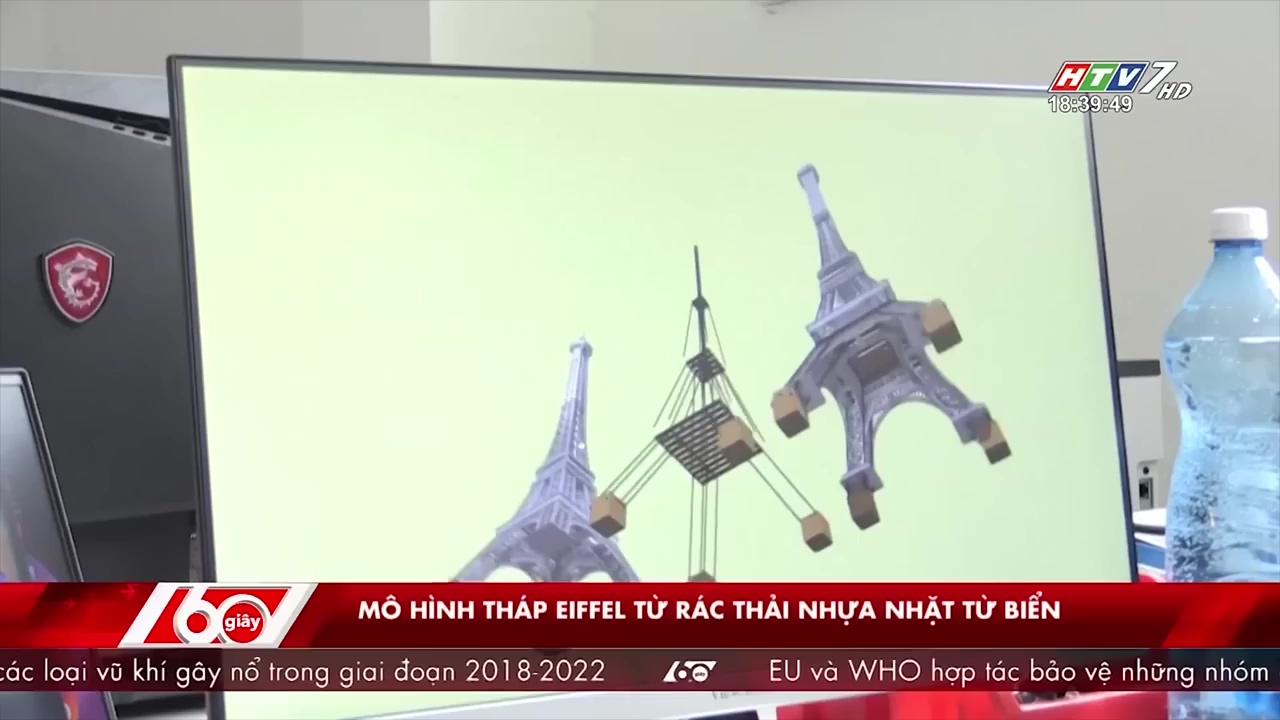 HTV7 HD
18:39:49
60 giây
MÔ HÌNH THÁP EIFFEL TỪ RÁC THẢI NHỰA NHẶT TỪ BIỂN
các loại vũ khí gây nổ trong giai đoạn 2018-2022 60 giây EU và WHO hợp tác bảo vệ những nhóm